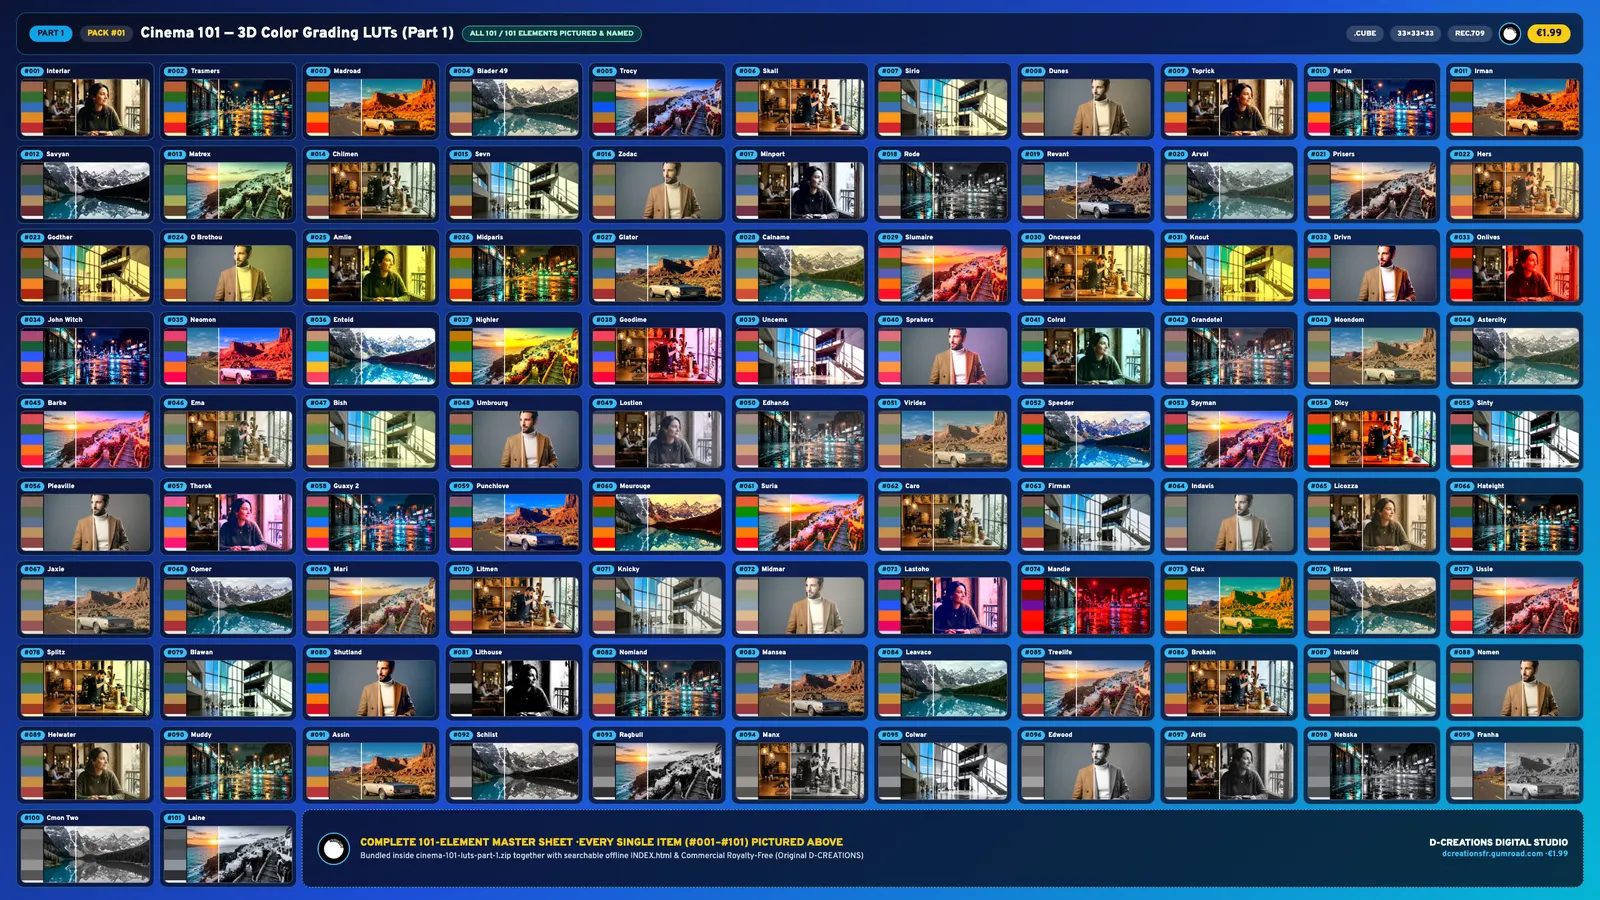 PART 1 PACK #01 Cinema 101 – 3D Color Grading LUTs (Part 1) ALL 101 / 101 ELEMENTS PICTURED & NAMED .CUBE 33×33×33 REC.709 €1.99
#001 Interlar #002 Trasmers #003 Madroad #004 Blader 49 #005 Trocy #006 Skall #007 Sirio #008 Dunes #009 Toprick #010 Parim #011 Irman
#012 Savyan #013 Matrex #014 Chilmen #015 Sevn #016 Zodac #017 Minport #018 Rode #019 Revant #020 Arval #021 Prisers #022 Hers
#023 Godther #024 O Brothou #025 Amlie #026 Midparis #027 Glator #028 Calname #029 Slumaire #030 Oncewood #031 Knout #032 Drivn #033 Onlives
#034 John Witch #035 Neomon #036 Entoid #037 Nighler #038 Goodime #039 Uncems #040 Sprakers #041 Colral #042 Grandotel #043 Moondom #044 Astercity
#045 Barbe #046 Ema #047 Bish #048 Umbrourg #049 Lostion #050 Edhands #051 Virides #052 Speeder #053 Spyman #054 Dicy #055 Sinty
#056 Pleaville #057 Thorok #058 Guaxy 2 #059 Punchlove #060 Mourouge #061 Suria #062 Caro #063 Firman #064 Indavis #065 Licozza #066 Hateight
#067 Jaxie #068 Opmer #069 Mari #070 Litmen #071 Knicky #072 Midmar #073 Lastoho #074 Mandie #075 Clax #076 Itlows #077 Ussie
#078 Splitz #079 Blawan #080 Shutland #081 Lithouse #082 Nomland #083 Mansea #084 Leavace #085 Treelife #086 Brokain #087 Intowild #088 Nomen
#089 Helwater #090 Muddy #091 Assin #092 Schlist #093 Ragbull #094 Manx #095 Colwar #096 Edwood #097 Artis #098 Nebska #099 Franha
#100 Cmon Two #101 Laine
COMPLETE 101-ELEMENT MASTER SHEET · EVERY SINGLE ITEM (#001–#101) PICTURED ABOVE
Bundled inside cinema-101-luts-part-1.zip together with searchable offline INDEX.html & Commercial Royalty-Free (Original D-CREATIONS)
D-CREATIONS DIGITAL STUDIO
dcreationsfr.gumroad.com · €1.99